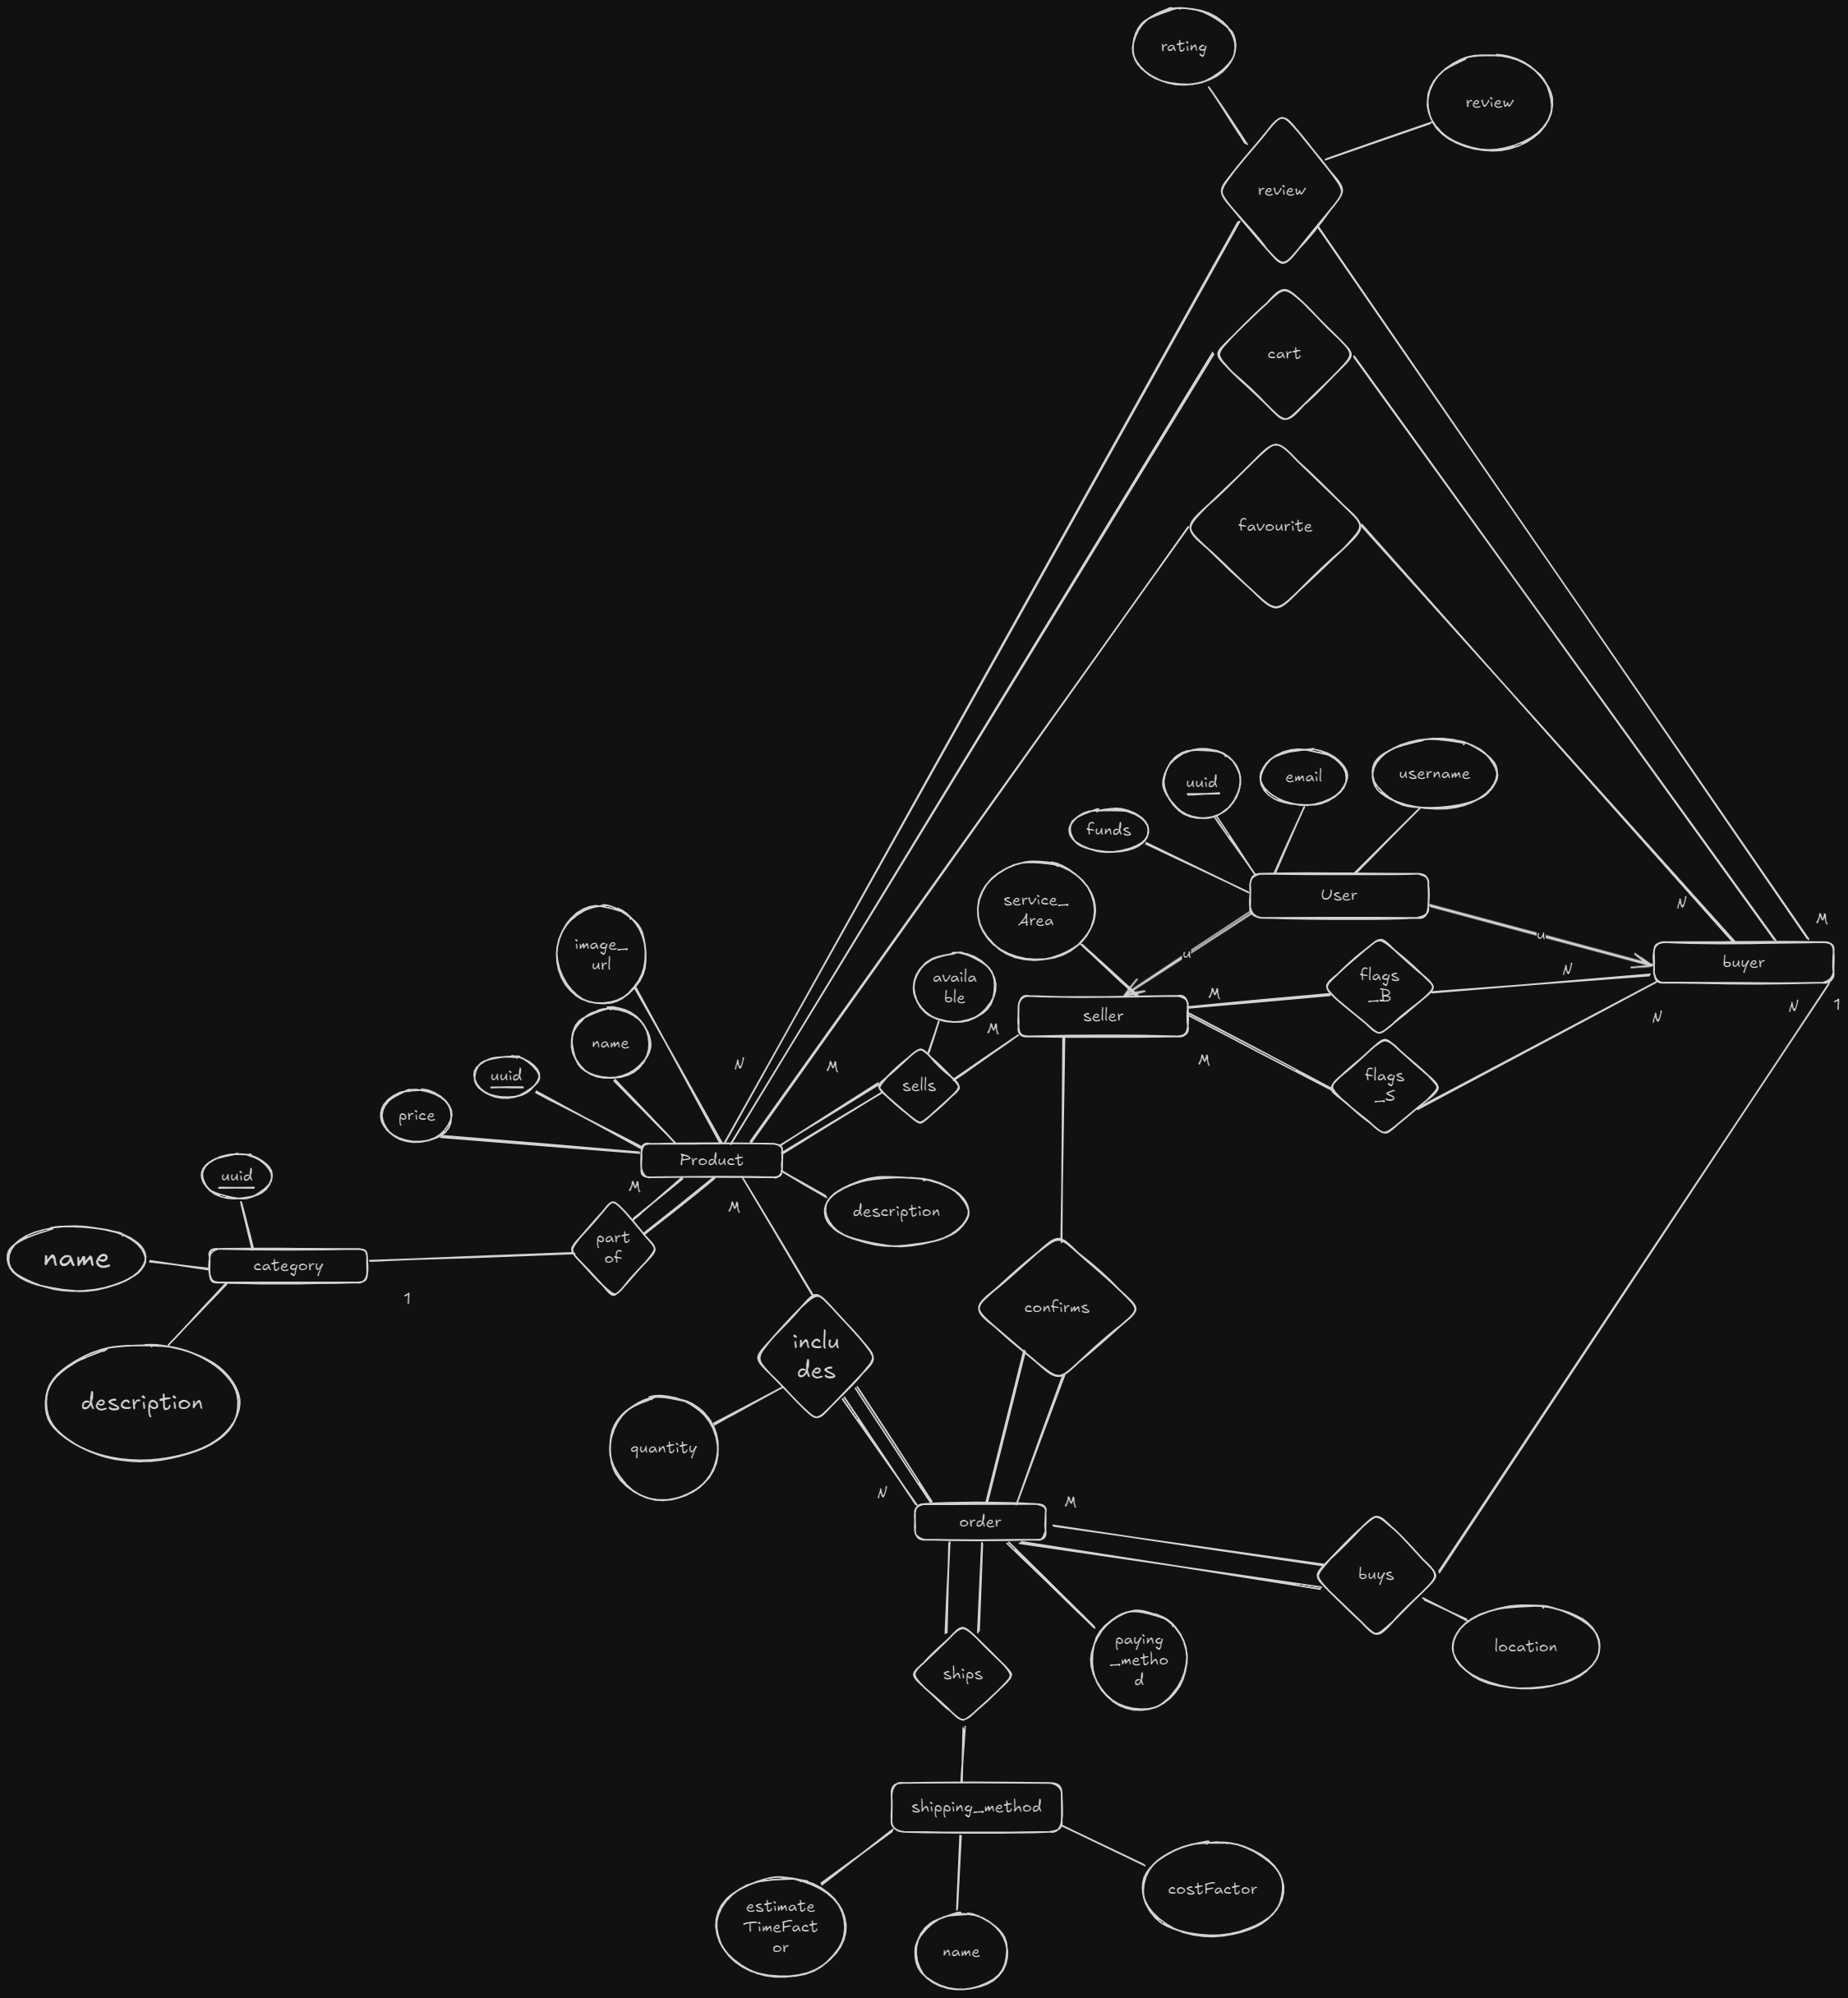 rating
review
review
cart
favourite
uuid
email
username
funds
User
service_
Area
N
M
image_
url
u
u
buyer
flags
_B
N
availa
ble
M
seller
N
1
N
M
name
M
N
M
uuid
sells
flags
_S
price
Product
uuid
M
M
description
part
of
name
category
1
confirms
inclu
des
description
quantity
N
M
order
buys
paying
_metho
d
location
ships
shipping_method
costFactor
estimate
TimeFact
or
name